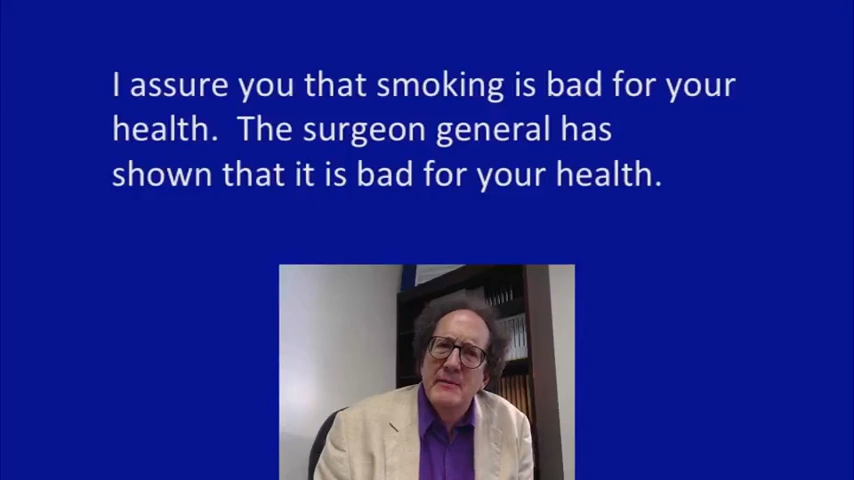 I assure you that smoking is bad for your
health.  The surgeon general has
shown that it is bad for your health.